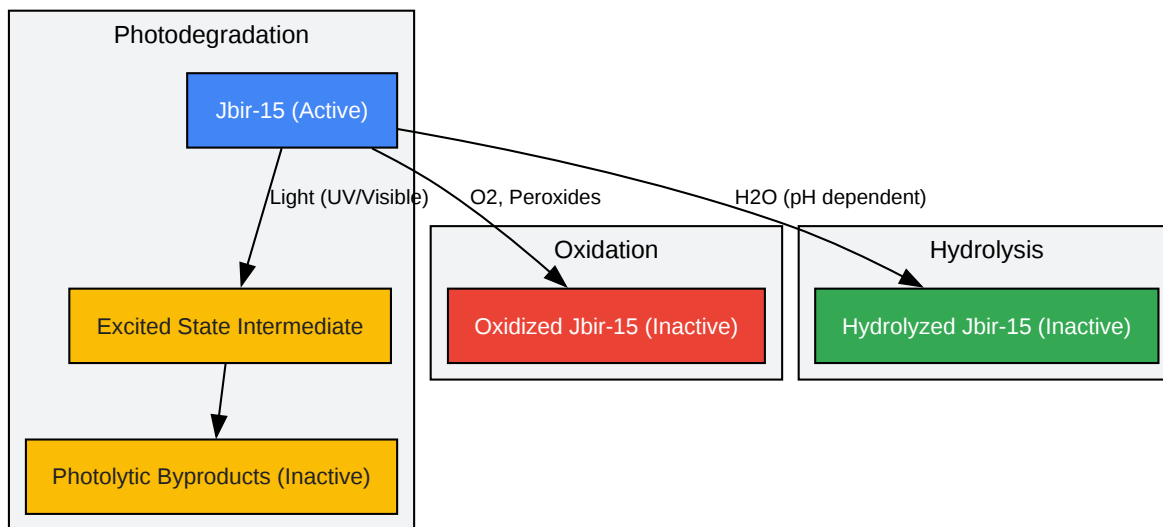 Photodegradation
Jbir-15 (Active)
Light (UV/Visible)
O2, Peroxides
H2O (pH dependent)
Oxidation
Hydrolysis
Excited State Intermediate
Oxidized Jbir-15 (Inactive)
Hydrolyzed Jbir-15 (Inactive)
Photolytic Byproducts (Inactive)